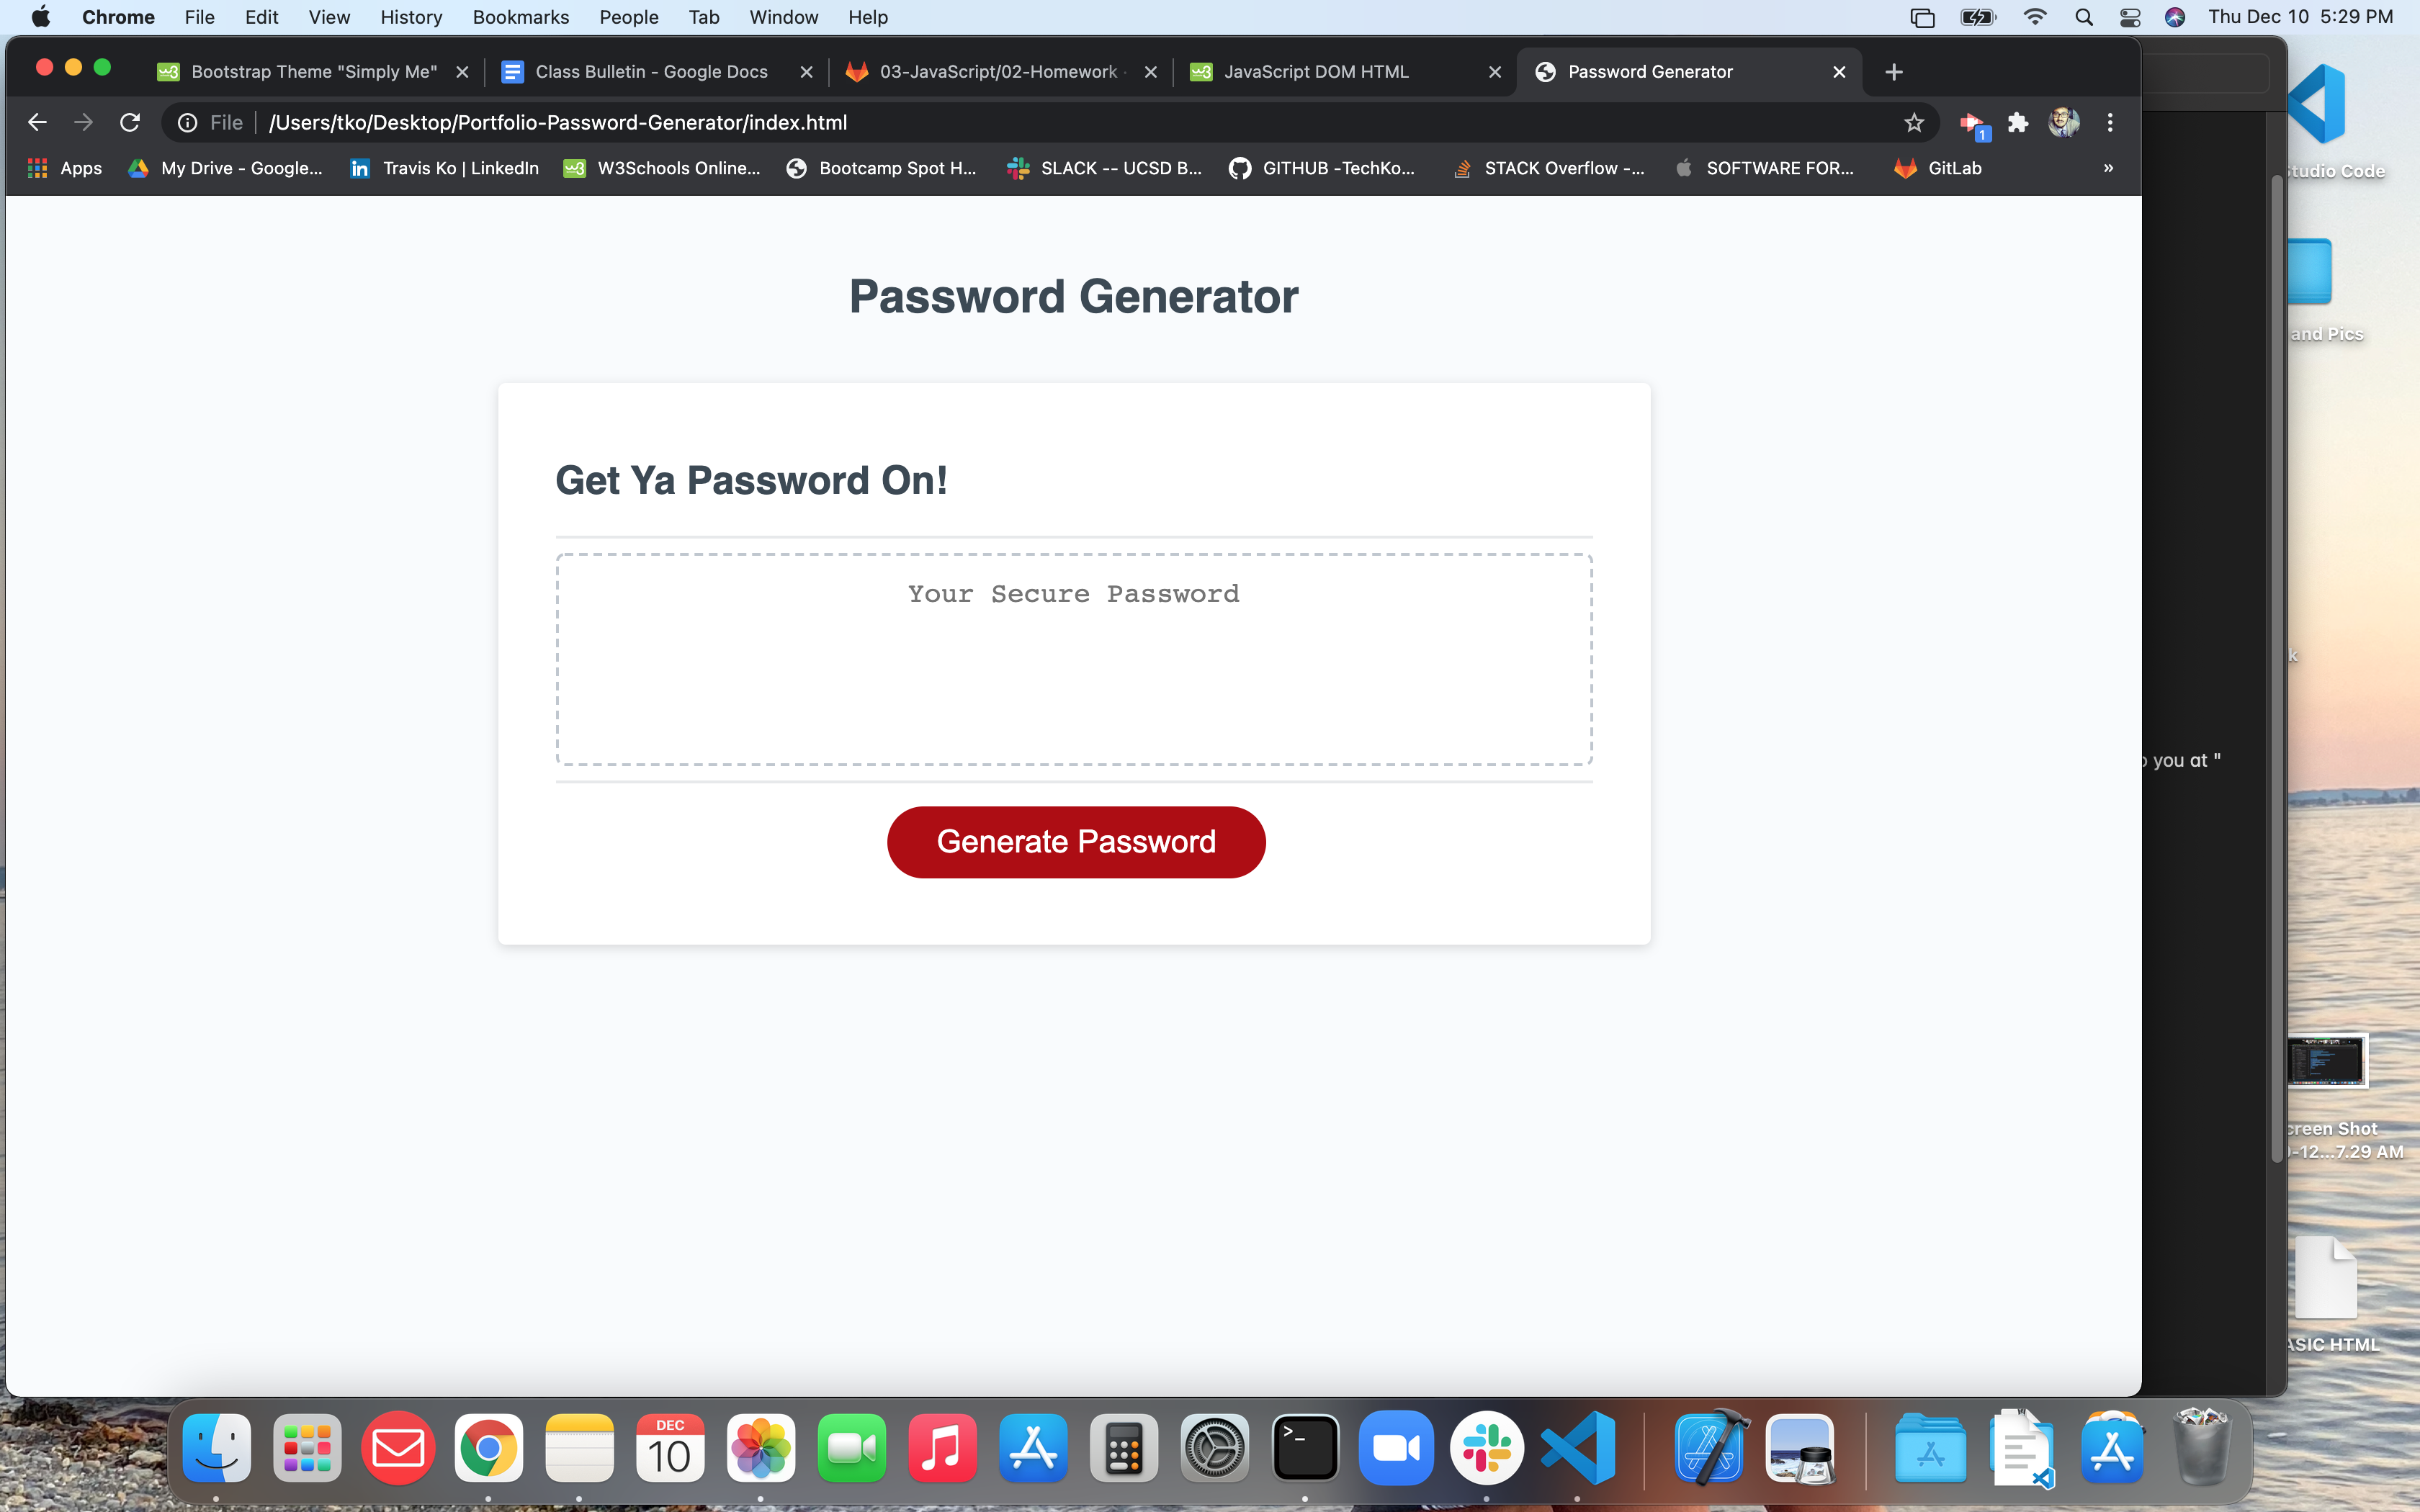 Chrome File Edit View History Bookmarks People Tab Window Help Thu Dec 10 5:29 PM
Bootstrap Theme "Simply Me" Class Bulletin - Google Docs 03-JavaScript/02-Homework JavaScript DOM HTML Password Generator
File /Users/tko/Desktop/Portfolio-Password-Generator/index.html 1
Apps My Drive - Google... Travis Ko | LinkedIn W3Schools Online... Bootcamp Spot H... SLACK -- UCSD B... GITHUB -TechKo... STACK Overflow -... SOFTWARE FOR... GitLab »
tudio Code
and Pics
Password Generator
Get Ya Password On!
Your Secure Password
k
you at "
Generate Password
creen Shot
-12...7.29 AM
ASIC HTML
DEC
10